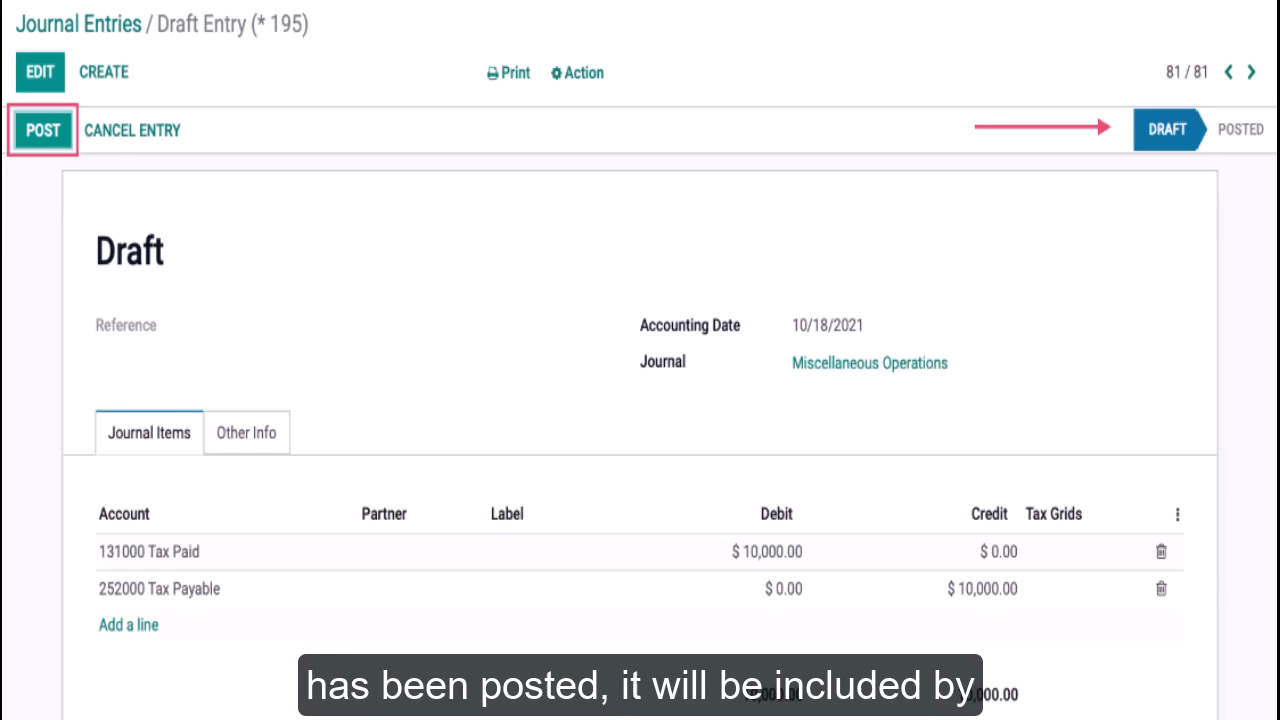 Journal Entries / Draft Entry (* 195)
EDIT CREATE Print Action 81 / 81
POST CANCEL ENTRY DRAFT POSTED
Draft
Reference
Accounting Date 10/18/2021
Journal Miscellaneous Operations
Journal Items Other Info
Account Partner Label Debit Credit Tax Grids
131000 Tax Paid $ 10,000.00 $ 0.00
252000 Tax Payable $ 0.00 $ 10,000.00
Add a line
has been posted, it will be included by